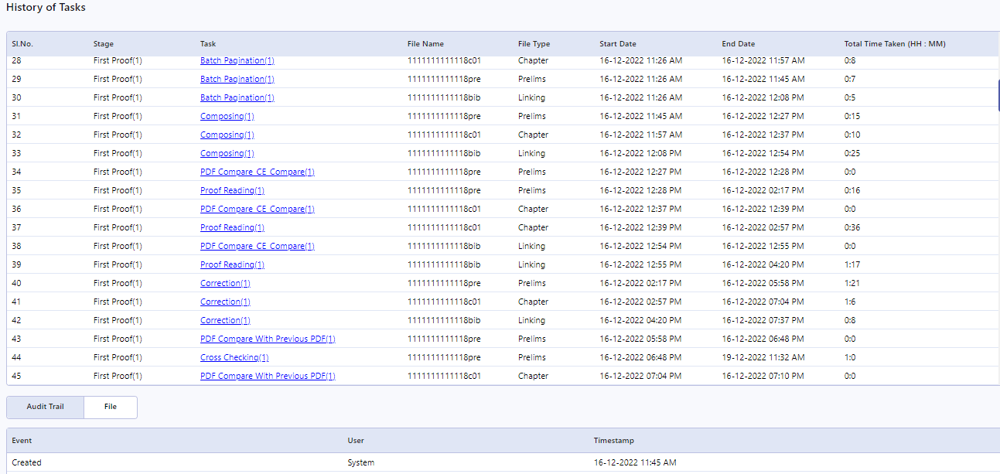 History of Tasks
Sl.No. Stage Task File Name File Type Start Date End Date Total Time Taken (HH : MM)
28 First Proof(1) Batch Pagination(1) 1111111111118c01 Chapter 16-12-2022 11:26 AM 16-12-2022 11:57 AM 0:8
29 First Proof(1) Batch Pagination(1) 1111111111118pre Prelims 16-12-2022 11:26 AM 16-12-2022 11:45 AM 0:7
30 First Proof(1) Batch Pagination(1) 1111111111118bib Linking 16-12-2022 11:26 AM 16-12-2022 12:08 PM 0:5
31 First Proof(1) Composing(1) 1111111111118pre Prelims 16-12-2022 11:45 AM 16-12-2022 12:27 PM 0:15
32 First Proof(1) Composing(1) 1111111111118c01 Chapter 16-12-2022 11:57 AM 16-12-2022 12:37 PM 0:10
33 First Proof(1) Composing(1) 1111111111118bib Linking 16-12-2022 12:08 PM 16-12-2022 12:54 PM 0:25
34 First Proof(1) PDF Compare_CE_Compare(1) 1111111111118pre Prelims 16-12-2022 12:27 PM 16-12-2022 12:28 PM 0:0
35 First Proof(1) Proof Reading(1) 1111111111118pre Prelims 16-12-2022 12:28 PM 16-12-2022 02:17 PM 0:16
36 First Proof(1) PDF Compare_CE_Compare(1) 1111111111118c01 Chapter 16-12-2022 12:37 PM 16-12-2022 12:39 PM 0:0
37 First Proof(1) Proof Reading(1) 1111111111118c01 Chapter 16-12-2022 12:39 PM 16-12-2022 02:57 PM 0:36
38 First Proof(1) PDF Compare_CE_Compare(1) 1111111111118bib Linking 16-12-2022 12:54 PM 16-12-2022 12:55 PM 0:0
39 First Proof(1) Proof Reading(1) 1111111111118bib Linking 16-12-2022 12:55 PM 16-12-2022 04:20 PM 1:17
40 First Proof(1) Correction(1) 1111111111118pre Prelims 16-12-2022 02:17 PM 16-12-2022 05:58 PM 1:21
41 First Proof(1) Correction(1) 1111111111118c01 Chapter 16-12-2022 02:57 PM 16-12-2022 07:04 PM 1:6
42 First Proof(1) Correction(1) 1111111111118bib Linking 16-12-2022 04:20 PM 16-12-2022 07:37 PM 0:8
43 First Proof(1) PDF Compare With Previous PDF(1) 1111111111118pre Prelims 16-12-2022 05:58 PM 16-12-2022 06:48 PM 0:0
44 First Proof(1) Cross Checking(1) 1111111111118pre Prelims 16-12-2022 06:48 PM 19-12-2022 11:32 AM 1:0
45 First Proof(1) PDF Compare With Previous PDF(1) 1111111111118c01 Chapter 16-12-2022 07:04 PM 16-12-2022 07:10 PM 0:0
Audit Trail File
Event User Timestamp
Created System 16-12-2022 11:45 AM